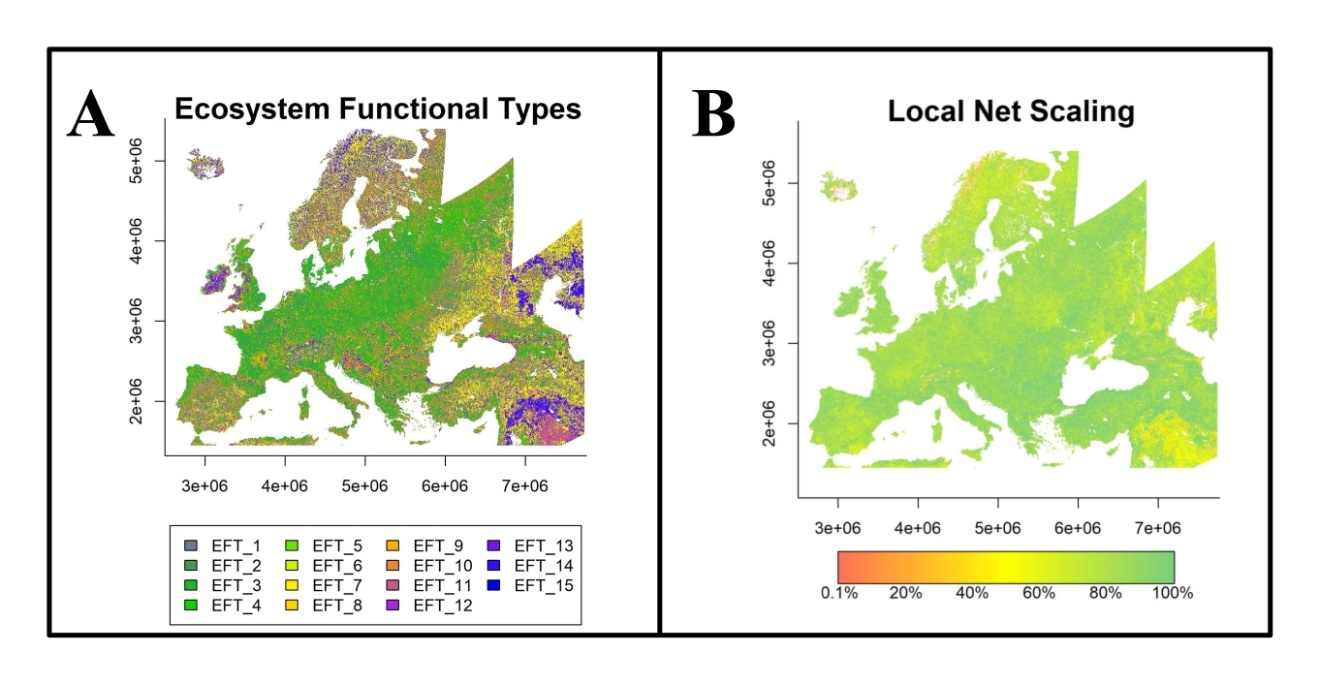 A
Ecosystem Functional Types
5e+06
4e+06
3e+06
2e+06
3e+06 4e+06 5e+06 6e+06 7e+06
EFT_1 EFT_5 EFT_9 EFT_13
EFT_2 EFT_6 EFT_10 EFT_14
EFT_3 EFT_7 EFT_11 EFT_15
EFT_4 EFT_8 EFT_12
B
Local Net Scaling
5e+06
4e+06
3e+06
2e+06
3e+06 4e+06 5e+06 6e+06 7e+06
0.1% 20% 40% 60% 80% 100%